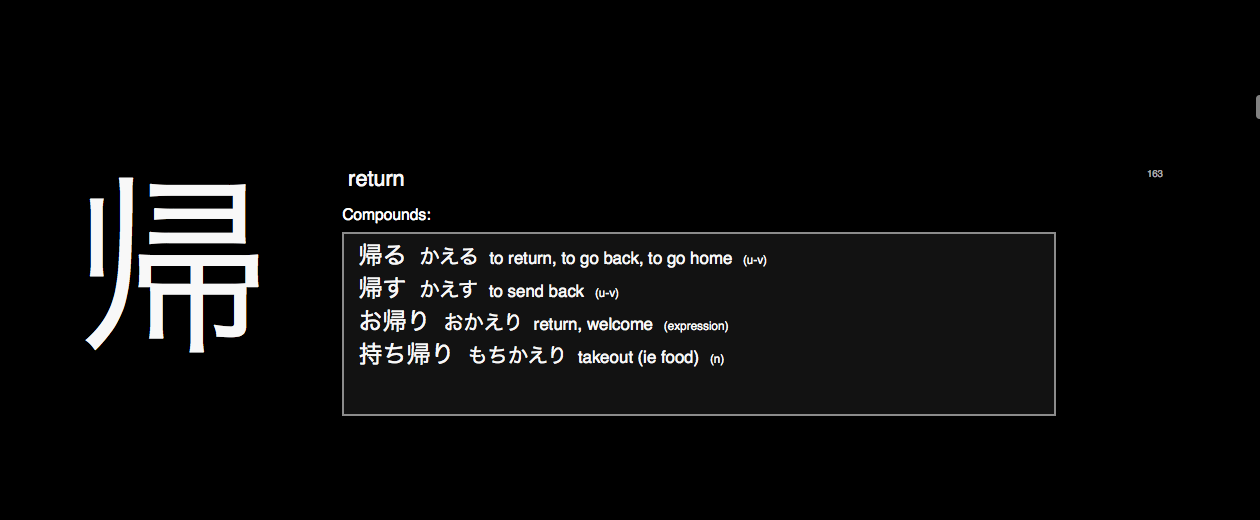 帰
return
163
Compounds:
帰る かえる to return, to go back, to go home (u-v)
帰す かえす to send back (u-v)
お帰り おかえり return, welcome (expression)
持ち帰り もちかえり takeout (ie food) (n)